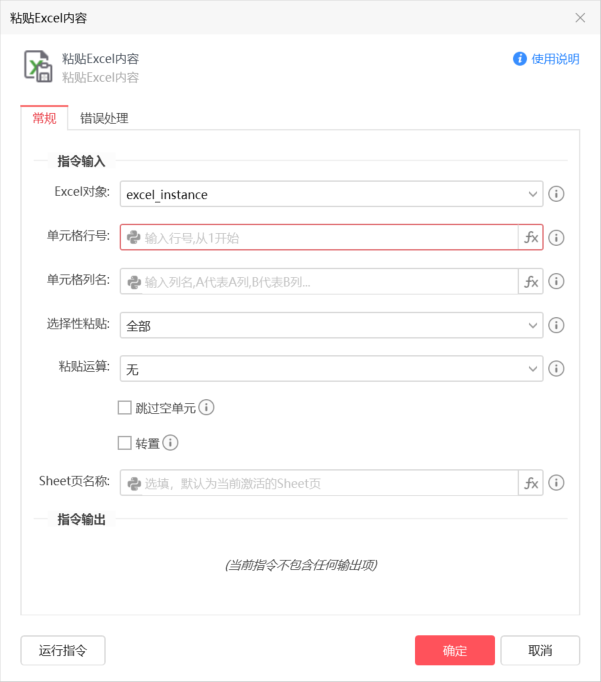 粘贴Excel内容
粘贴Excel内容
使用说明
粘贴Excel内容
常规 错误处理
指令输入
Excel对象: excel_instance
单元格行号: 输入行号,从1开始 fx
单元格列名: 输入列名,A代表A列,B代表B列... fx
选择性粘贴: 全部
粘贴运算: 无
跳过空单元
转置
Sheet页名称: 选填，默认为当前激活的Sheet页 fx
指令输出
(当前指令不包含任何输出项)
运行指令 确定 取消